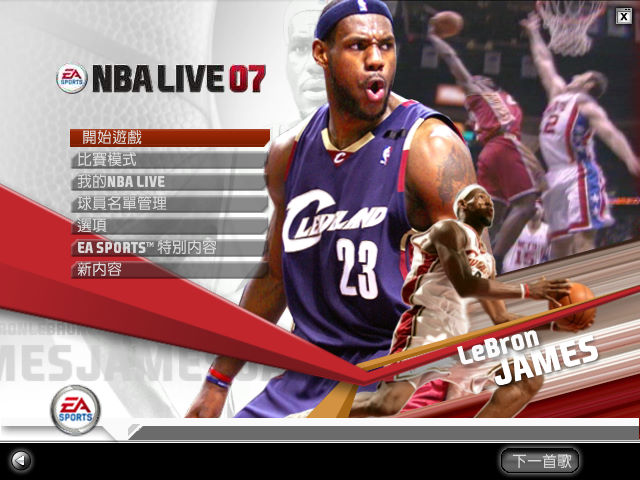 EA SPORTS
NBA LIVE 07
開始遊戲
比賽模式
我的NBA LIVE
球員名單管理
選項
EA SPORTS™ 特別內容
新內容
CLEVELAND
23
2
LeBron
JAMES
EA SPORTS
下一首歌